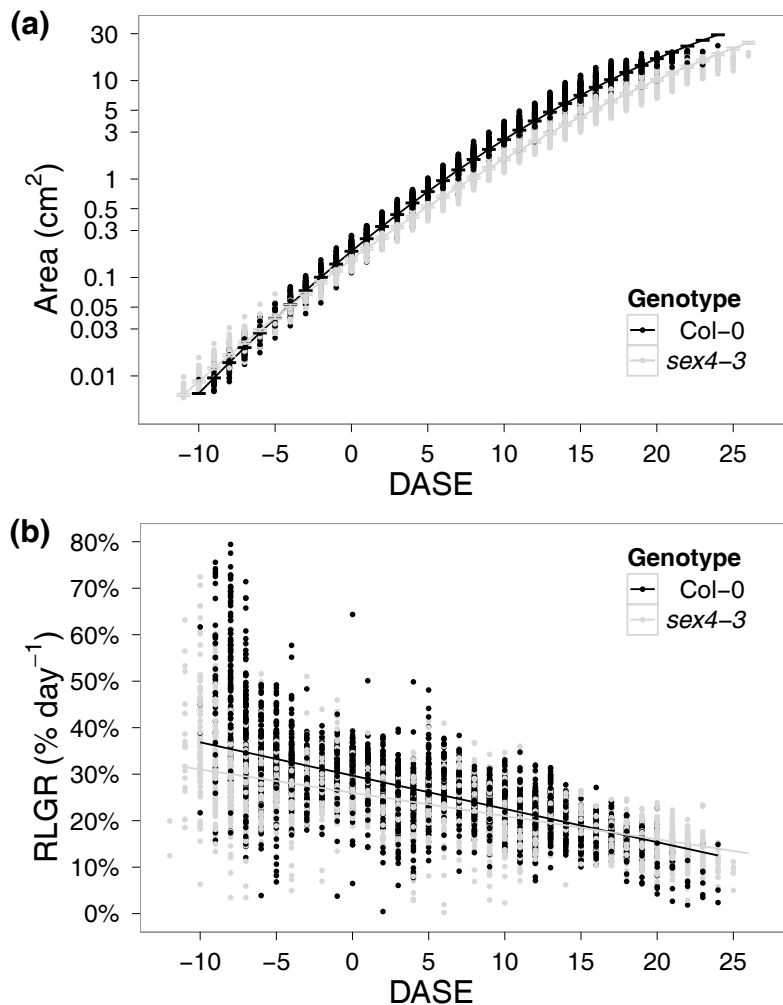 (a)
Area (cm²)
30
10
5
3
1
0.5
0.3
0.1
0.05
0.03
0.01
Genotype
Col−0
sex4−3
−10 −5 0 5 10 15 20 25
DASE
(b)
RLGR (% day⁻¹)
80%
70%
60%
50%
40%
30%
20%
10%
0%
Genotype
Col−0
sex4−3
−10 −5 0 5 10 15 20 25
DASE